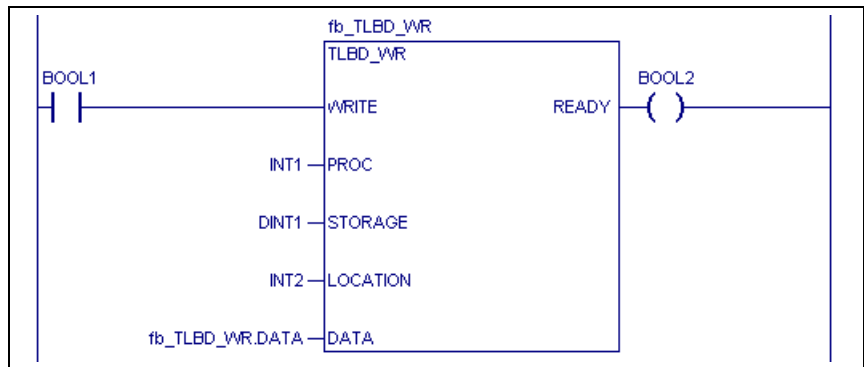 fb_TLBD_WR
TLBD_WR
BOOL1
BOOL2
WRITE READY
INT1 PROC
DINT1 STORAGE
INT2 LOCATION
fb_TLBD_WR.DATA DATA